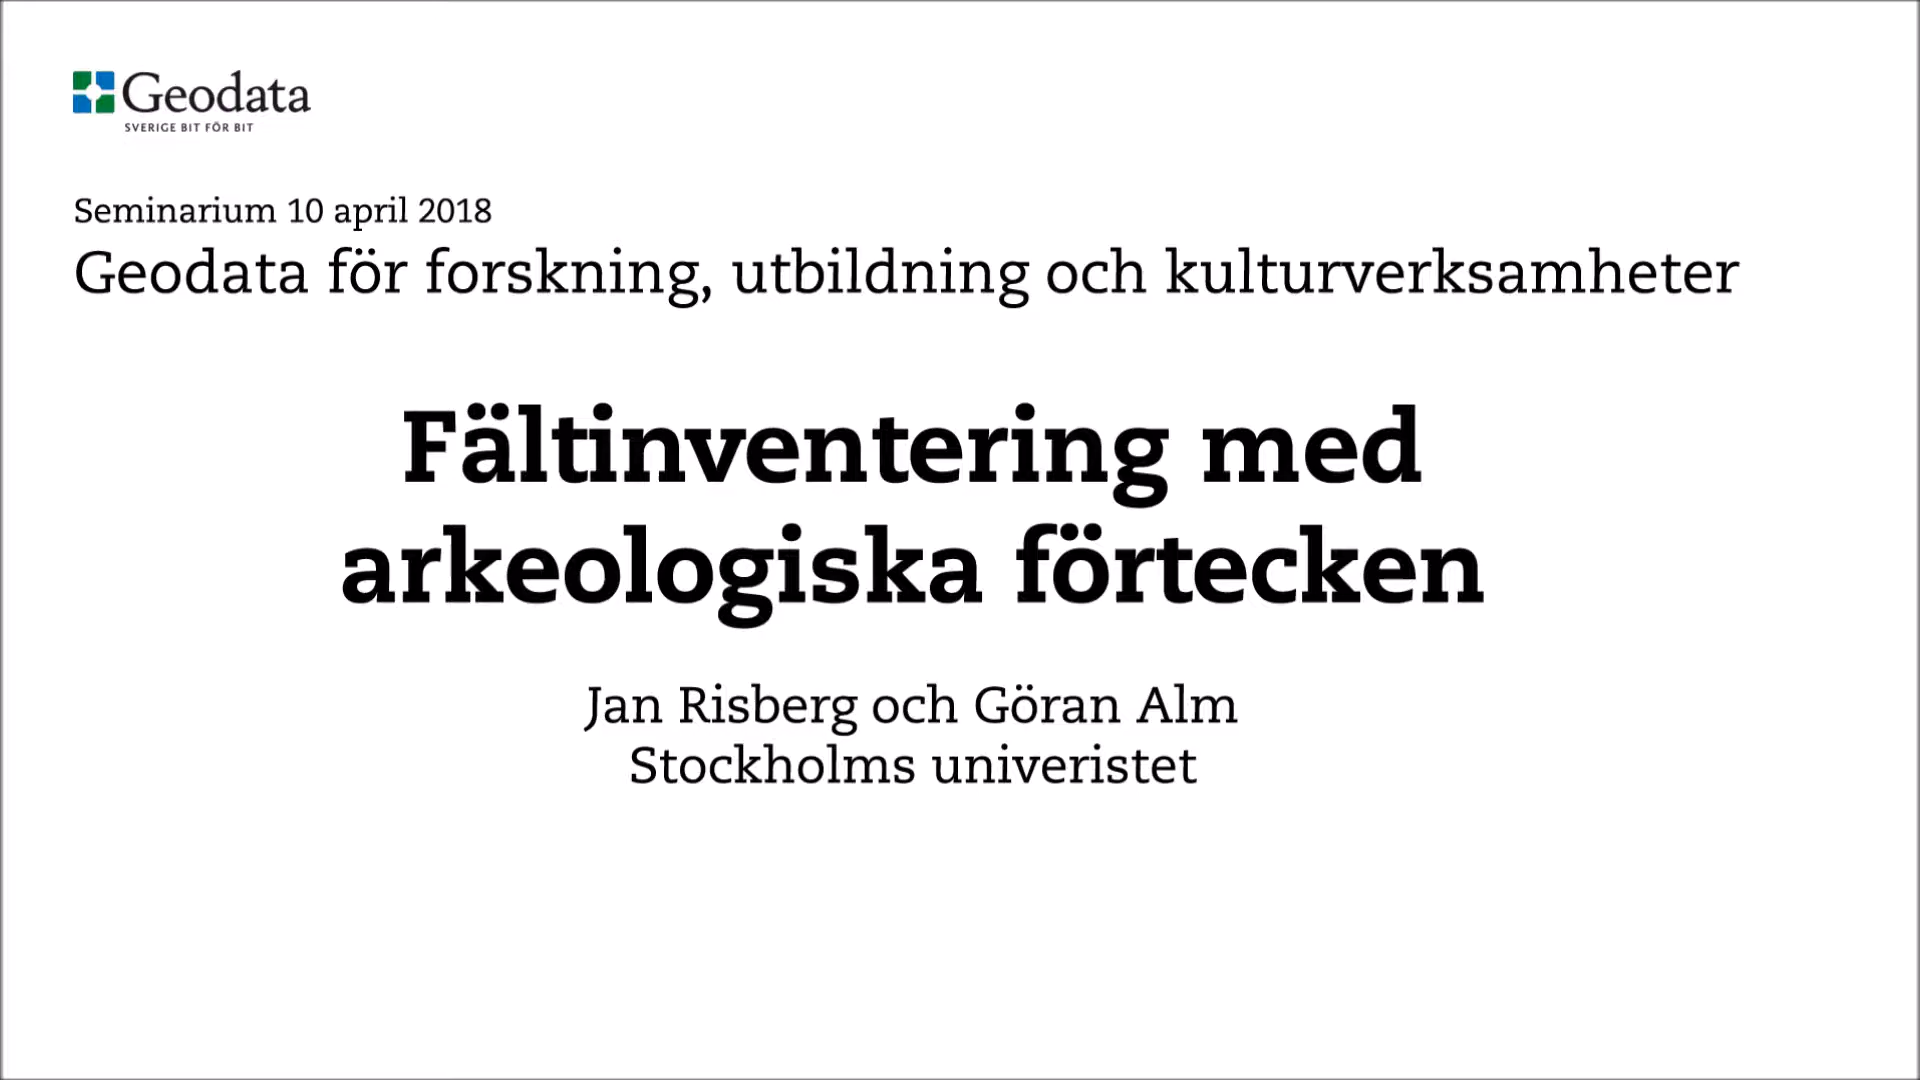 Geodata
SVERIGE BIT FÖR BIT
Seminarium 10 april 2018
Geodata för forskning, utbildning och kulturverksamheter
Fältinventering med
arkeologiska förtecken
Jan Risberg och Göran Alm
Stockholms univeristet